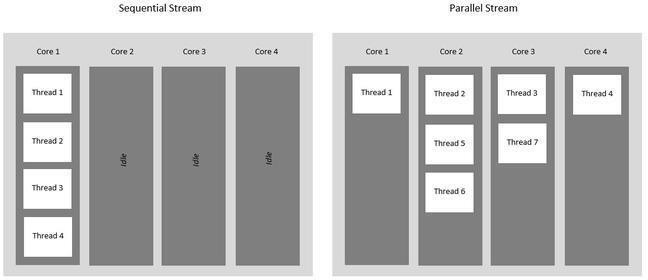 Sequential Stream
Core 1 Core 2 Core 3 Core 4
Thread 1
Thread 2
Thread 3
Thread 4
Idle
Idle
Idle
Parallel Stream
Core 1 Core 2 Core 3 Core 4
Thread 1
Thread 2
Thread 5
Thread 6
Thread 3
Thread 7
Thread 4